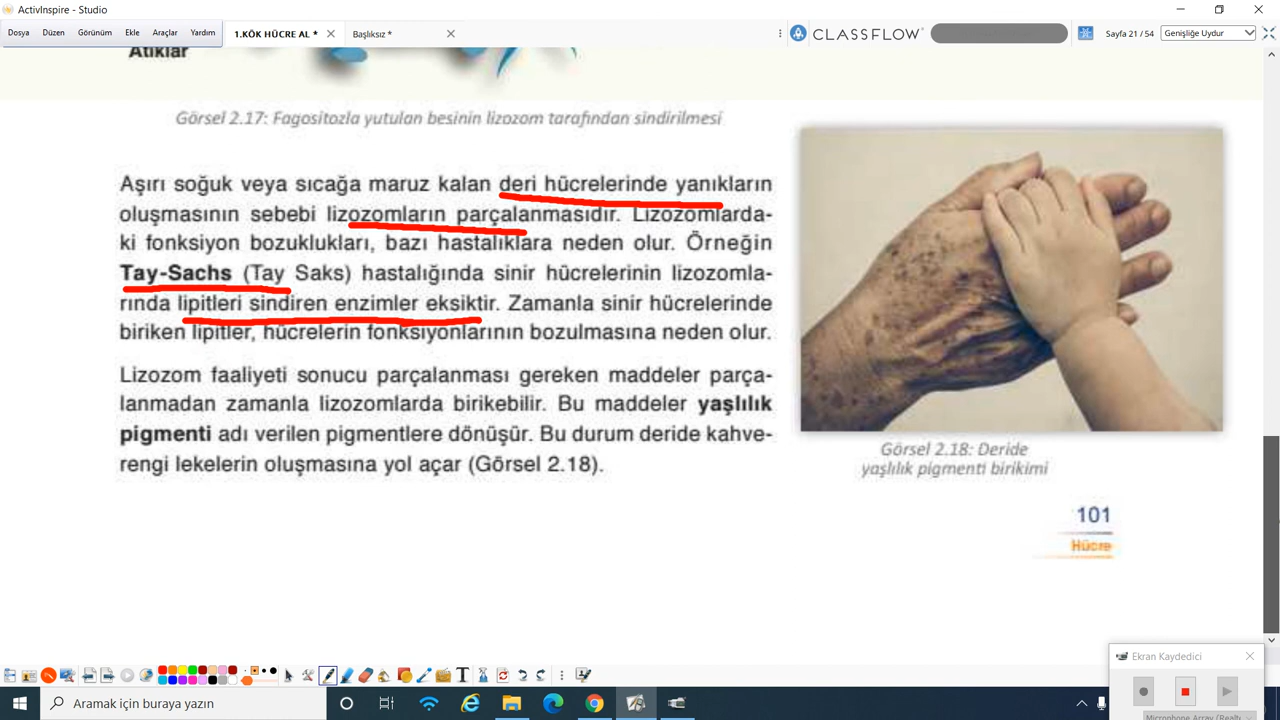 ActivInspire - Studio
Dosya Düzen Görünüm Ekle Araçlar Yardım
1.KÖK HÜCRE AL *
Başlıksız *
CLASSFLOW
Sayfa 21 / 54
Genişliğe Uydur
Atıklar
Görsel 2.17: Fagositozla yutulan besinin lizozom tarafından sindirilmesi
Aşırı soğuk veya sıcağa maruz kalan deri hücrelerinde yanıkların
oluşmasının sebebi lizozomların parçalanmasıdır. Lizozomlarda-
ki fonksiyon bozuklukları, bazı hastalıklara neden olur. Örneğin
Tay-Sachs (Tay Saks) hastalığında sinir hücrelerinin lizozomla-
rında lipitleri sindiren enzimler eksiktir. Zamanla sinir hücrelerinde
biriken lipitler, hücrelerin fonksiyonlarının bozulmasına neden olur.
Lizozom faaliyeti sonucu parçalanması gereken maddeler parça-
lanmadan zamanla lizozomlarda birikebilir. Bu maddeler yaşlılık
pigmenti adı verilen pigmentlere dönüşür. Bu durum deride kahve-
rengi lekelerin oluşmasına yol açar (Görsel 2.18).
Görsel 2.18: Deride
yaşlılık pigmenti birikimi
101
Hücre
Ekran Kaydedici
Microphone Array (Realt
Aramak için buraya yazın